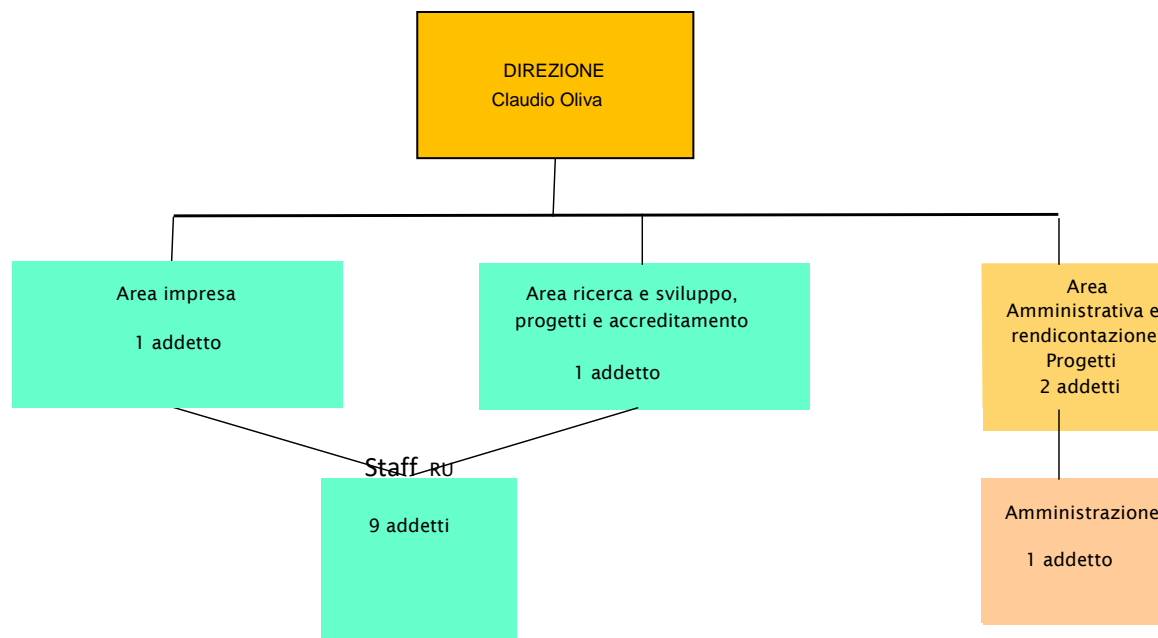 DIREZIONE
Claudio Oliva
Area impresa
1 addetto
Area ricerca e sviluppo,
progetti e accreditamento
1 addetto
Area
Amministrativa e
rendicontazione
Progetti
2 addetti
Staff RU
9 addetti
Amministrazione
1 addetto